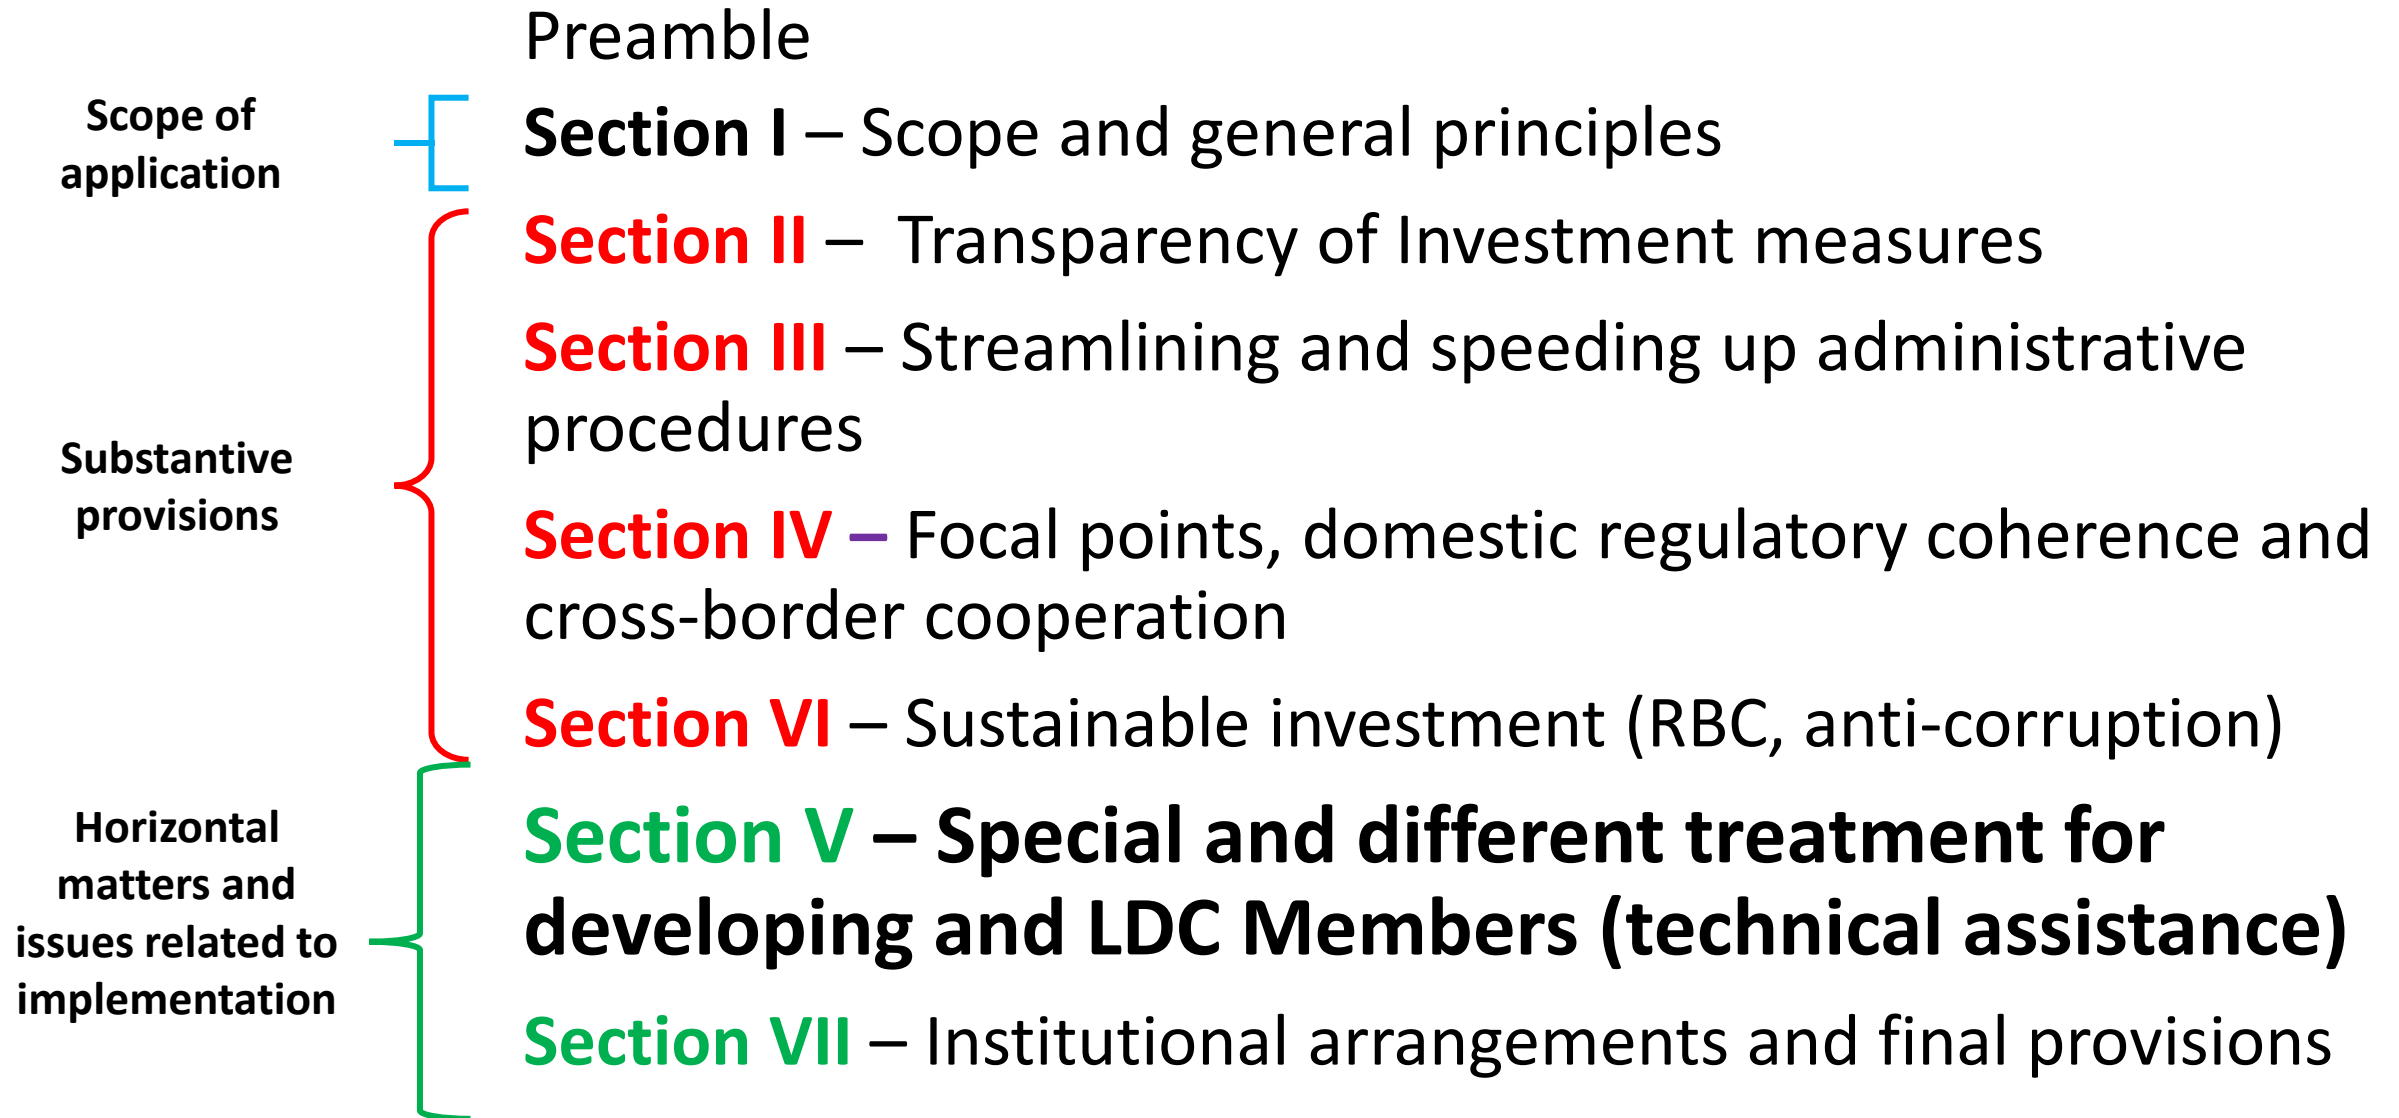 Preamble
Scope of
application
Section I – Scope and general principles
Section II – Transparency of Investment measures
Section III – Streamlining and speeding up administrative
procedures
Substantive
provisions
Section IV – Focal points, domestic regulatory coherence and
cross-border cooperation
Section VI – Sustainable investment (RBC, anti-corruption)
Horizontal
matters and
issues related to
implementation
Section V – Special and different treatment for
developing and LDC Members (technical assistance)
Section VII – Institutional arrangements and final provisions